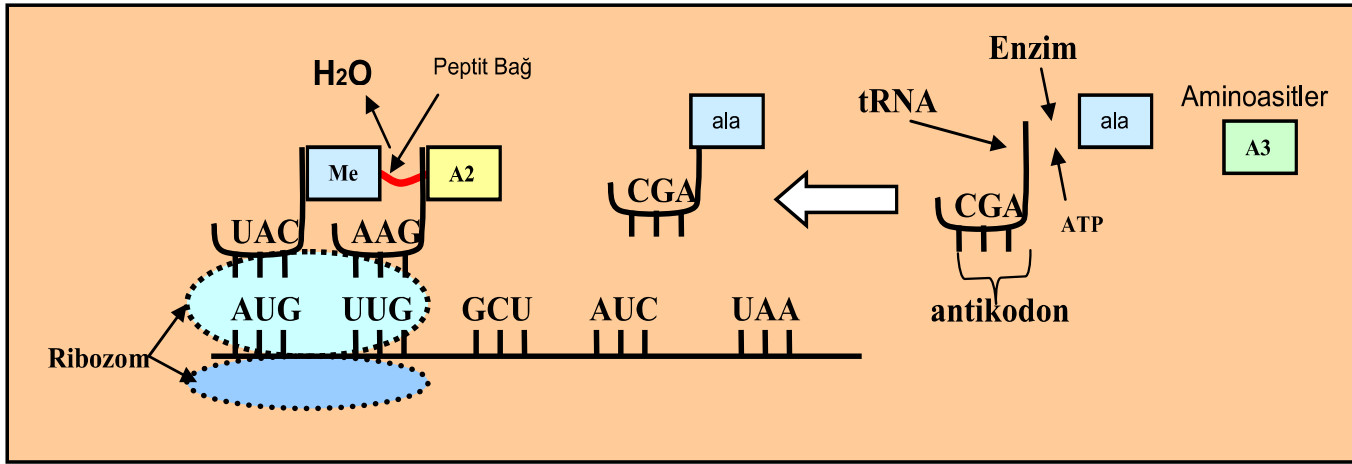 Enzim
H2O
Peptit Bağ
tRNA
Aminoasitler
ala
ala
A3
Me
A2
CGA
CGA
ATP
UAC
AAG
AUG
UUG
GCU
AUC
UAA
antikodon
Ribozom